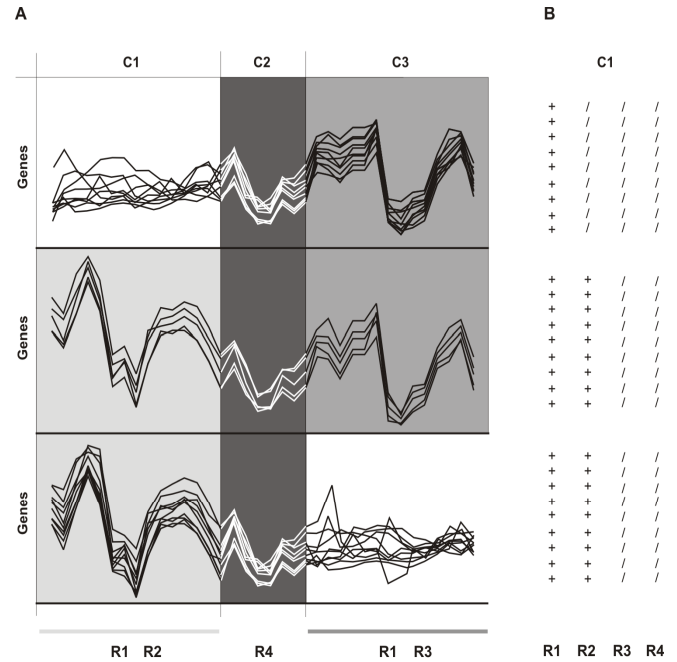 A B
C1 C2 C3 C1
Genes
+ / / /
+ / / /
+ / / /
+ / / /
+ / / /
+ / / /
+ / / /
+ / / /
+ / / /
Genes
+ + / /
+ + / /
+ + / /
+ + / /
+ + / /
+ + / /
+ + / /
+ + / /
+ + / /
Genes
+ + / /
+ + / /
+ + / /
+ + / /
+ + / /
+ + / /
+ + / /
+ + / /
+ + / /
R1 R2 R4 R1 R3 R1 R2 R3 R4